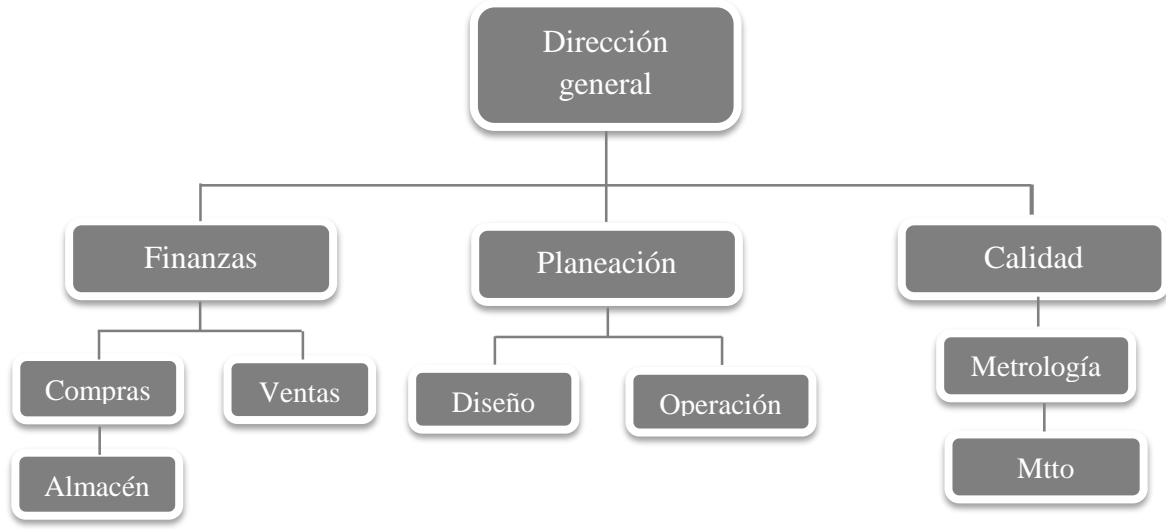 Dirección
general
Finanzas
Planeación
Calidad
Compras
Ventas
Diseño
Operación
Metrología
Almacén
Mtto